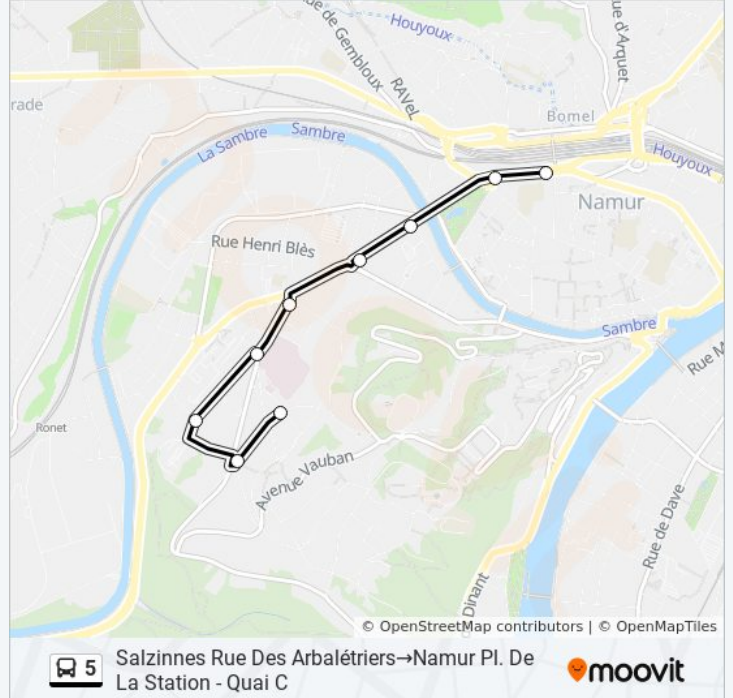 ue de Gembloux
Houyoux
ue d'Arquet
RAVeL
rade
Bomel
La Sambre
Sambre
Houyoux
Namur
Rue Henri Blès
Sambre
Rue M
Ronet
Avenue Vauban
Rue de Dave
Dinant
© OpenStreetMap contributors | © OpenMapTiles
5
Salzinnes Rue Des Arbalétriers→Namur Pl. De
La Station - Quai C
moovit